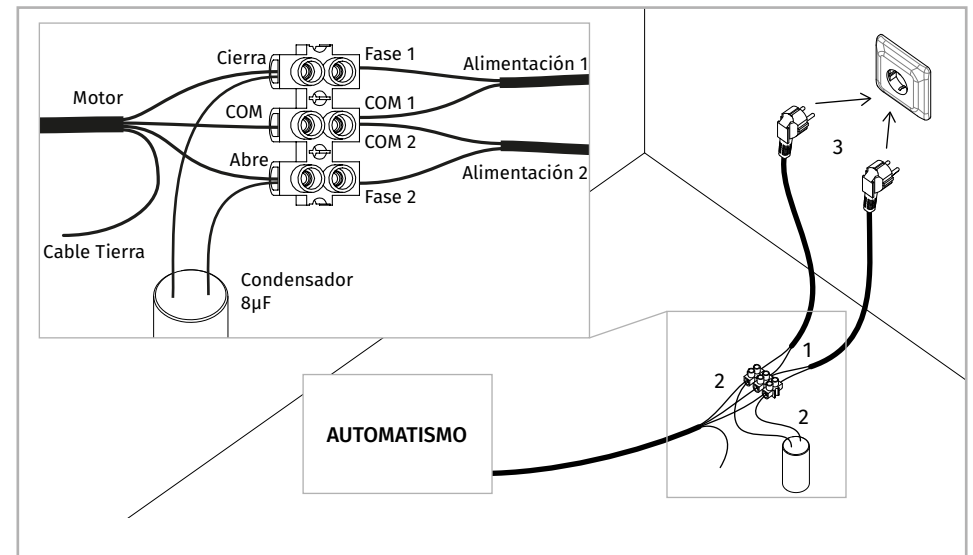 Cierra
Fase 1
Alimentación 1
Motor
COM
COM 1
COM 2
Abre
Alimentación 2
Fase 2
Cable Tierra
Condensador
8µF
3
1
2
2
AUTOMATISMO